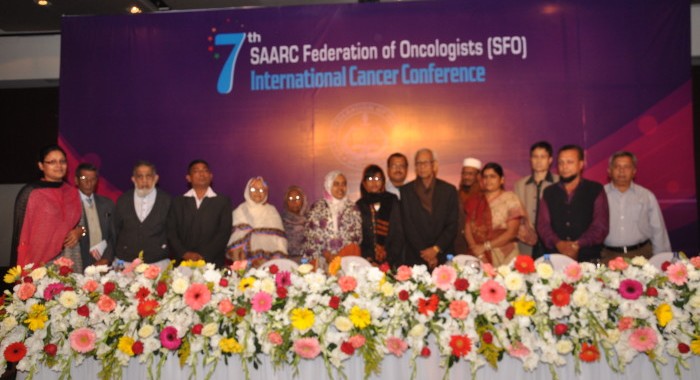 7th
SAARC Federation of Oncologists (SFO)
International Cancer Conference